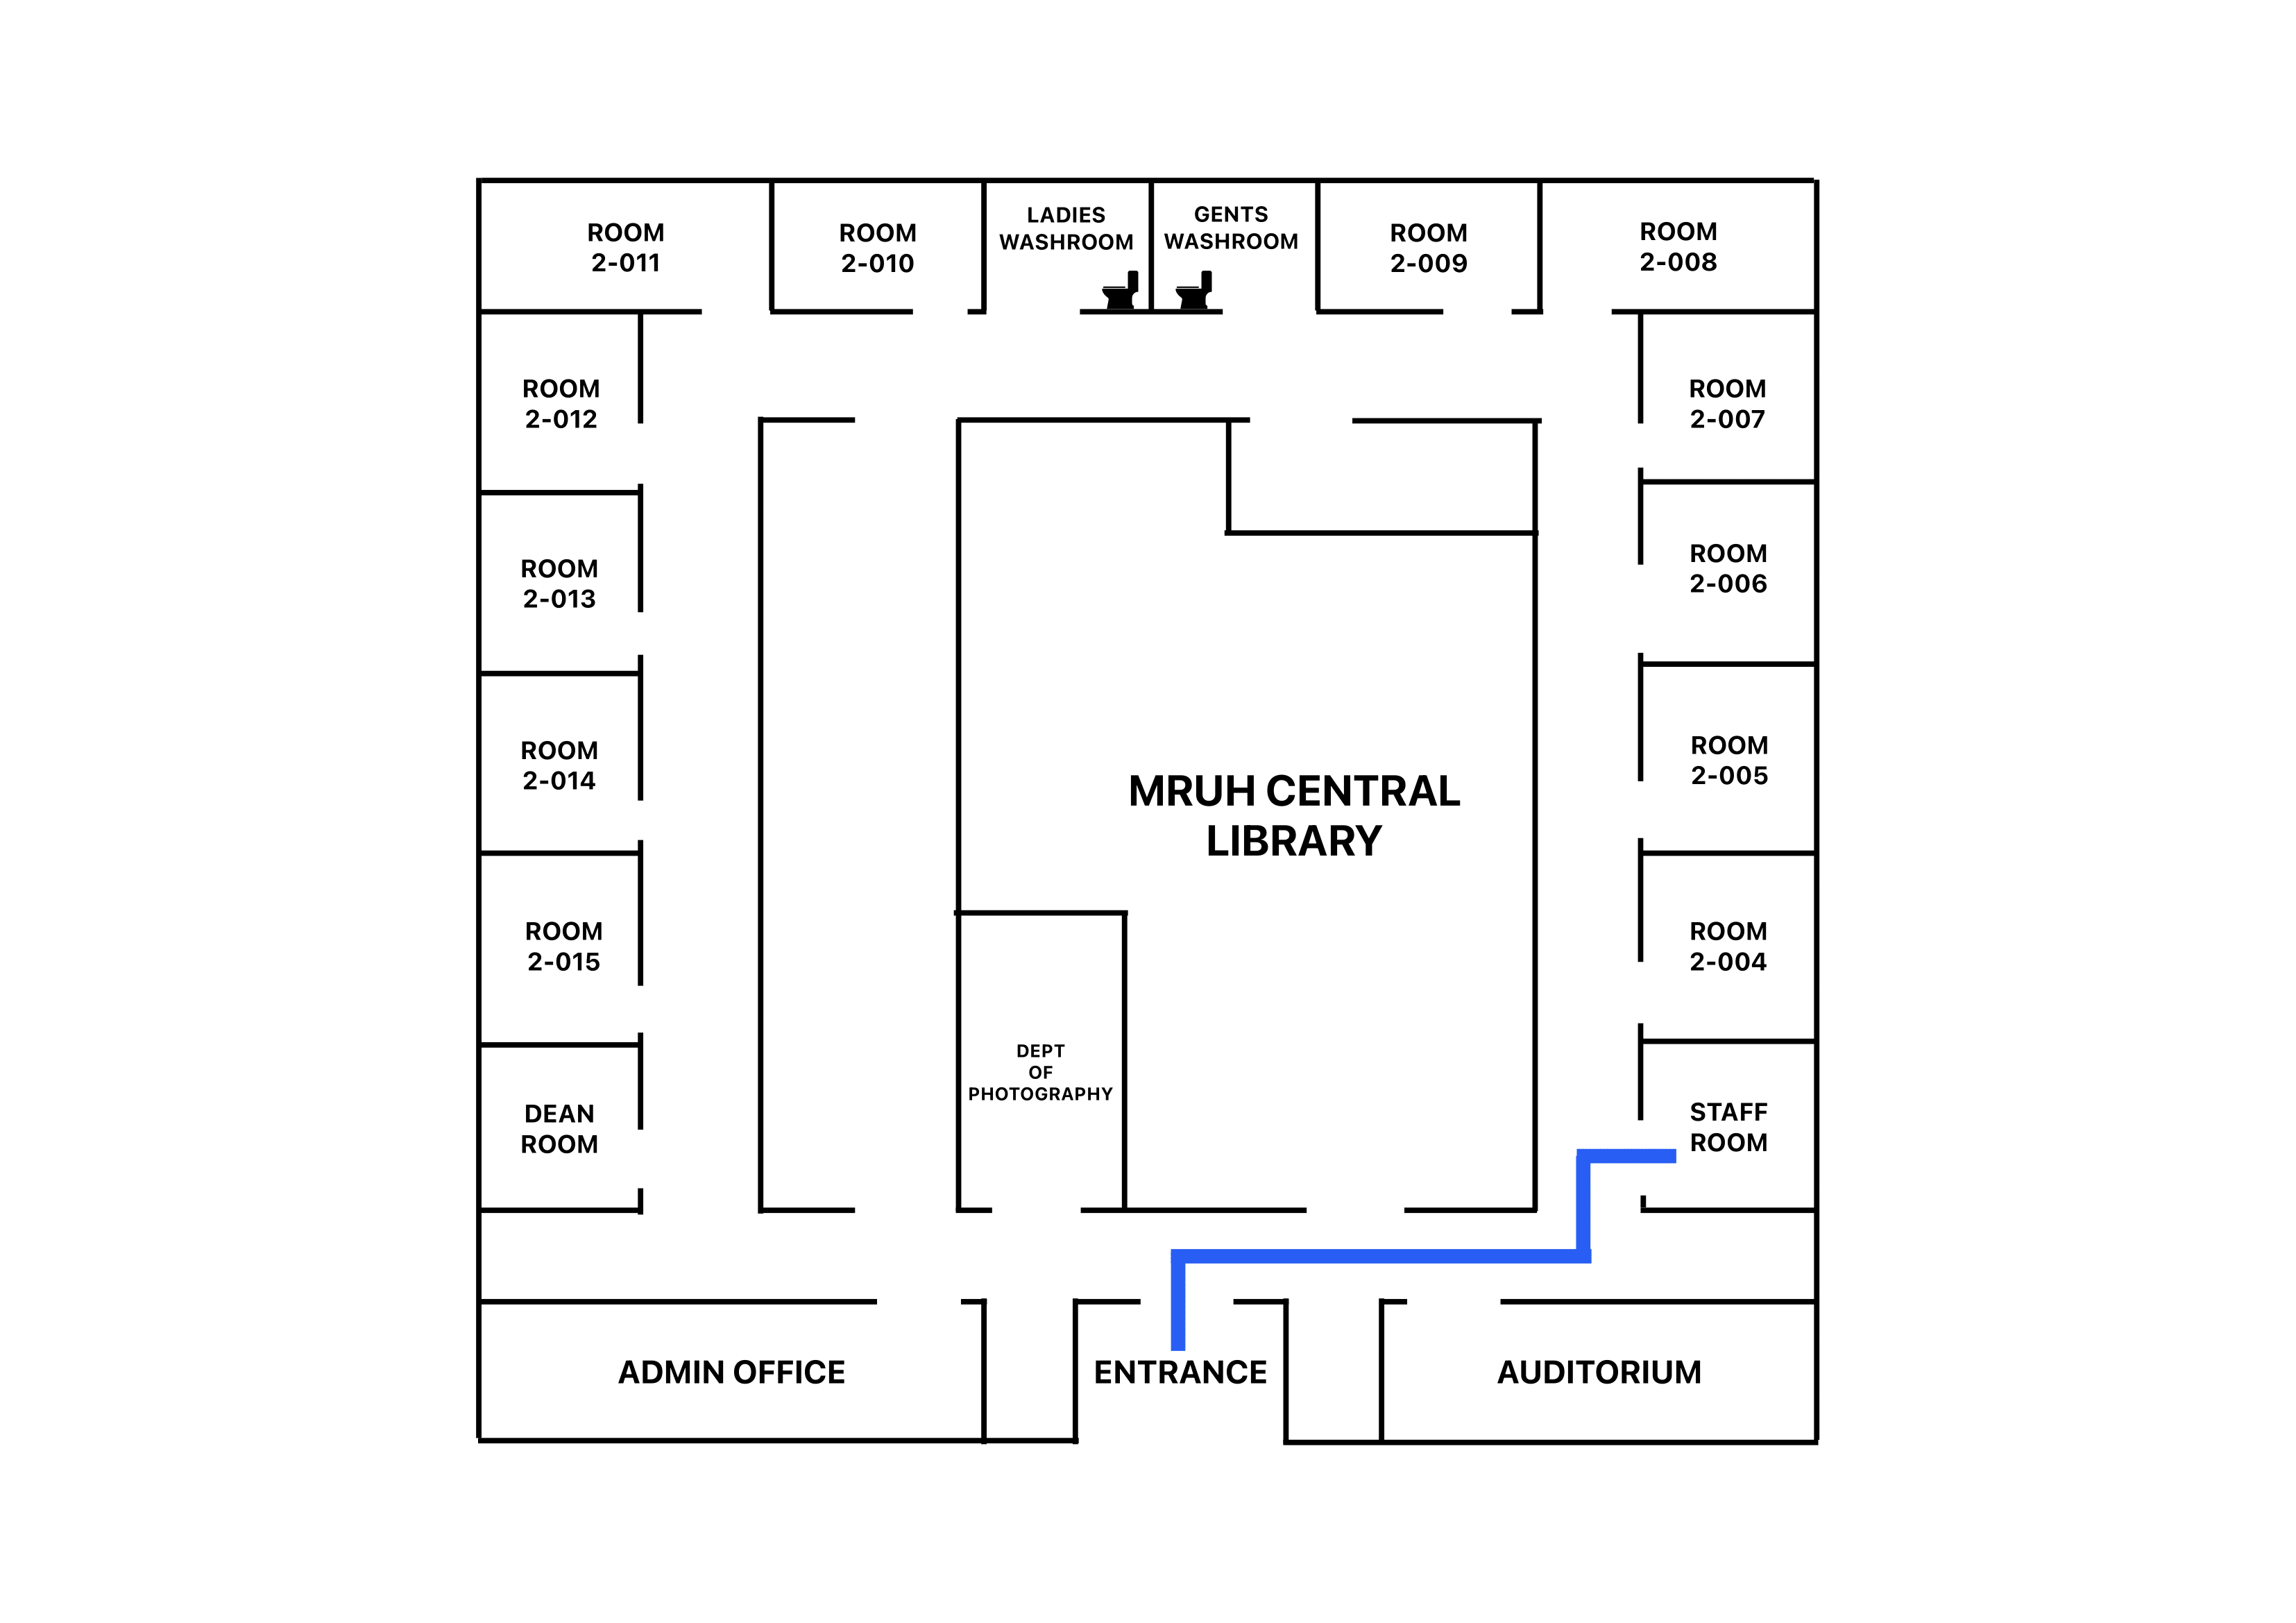 ROOM
2-011
ROOM
2-010
LADIES
WASHROOM
GENTS
WASHROOM
ROOM
2-009
ROOM
2-008
ROOM
2-012
ROOM
2-007
ROOM
2-013
ROOM
2-006
ROOM
2-014
ROOM
2-005
MRUH CENTRAL
LIBRARY
ROOM
2-015
ROOM
2-004
DEPT
OF
PHOTOGRAPHY
DEAN
ROOM
STAFF
ROOM
ADMIN OFFICE
ENTRANCE
AUDITORIUM